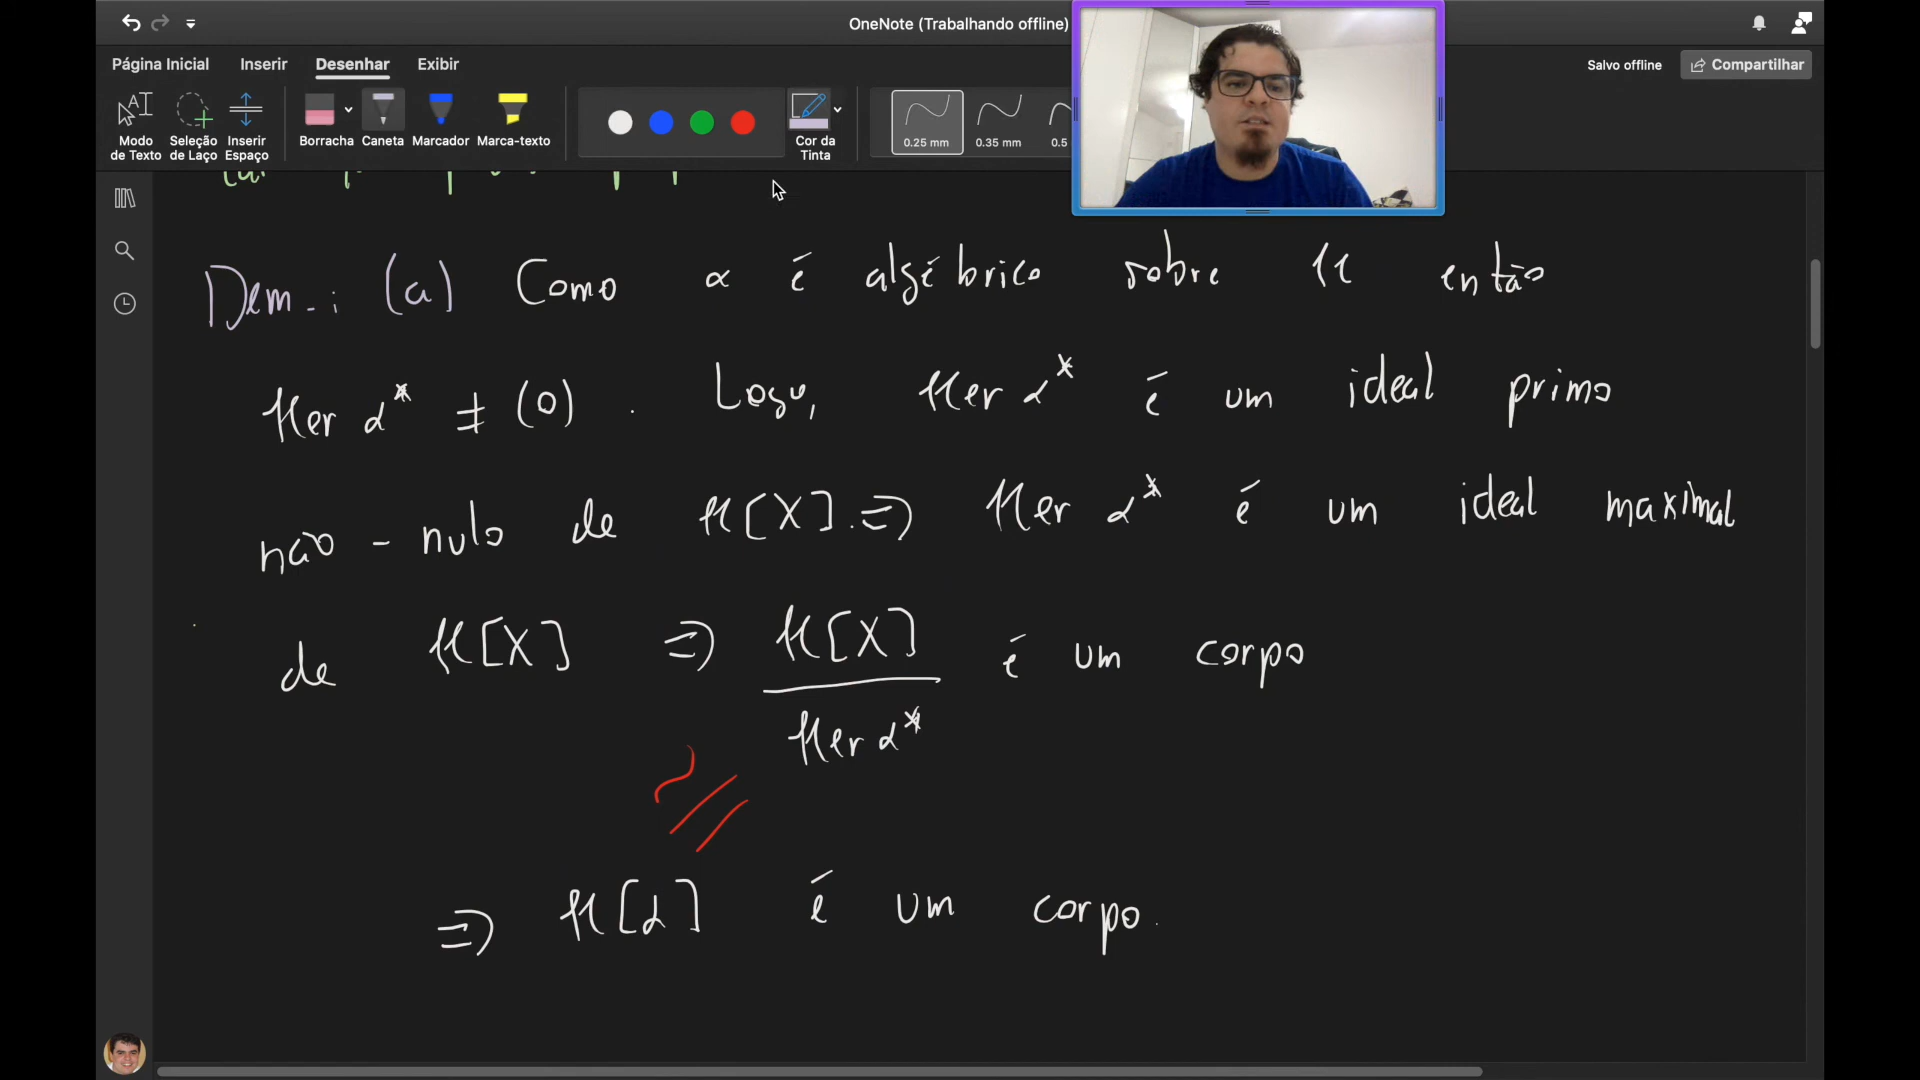 OneNote (Trabalhando offline)
Página Inicial Inserir Desenhar Exibir
Salvo offline Compartilhar
Modo de Texto
Seleção de Laço
Inserir Espaço
Borracha Caneta Marcador Marca-texto
Cor da Tinta
0.25 mm 0.35 mm 0.5
Dem.: (a) Como α é algébrico sobre K então
Ker α* ≠ (0). Logo, Ker α* é um ideal primo
não-nulo de K[X]. ⇒ Ker α* é um ideal maximal
de K[X] ⇒ K[X] / Ker α* é um corpo
≅
⇒ K[α] é um corpo.